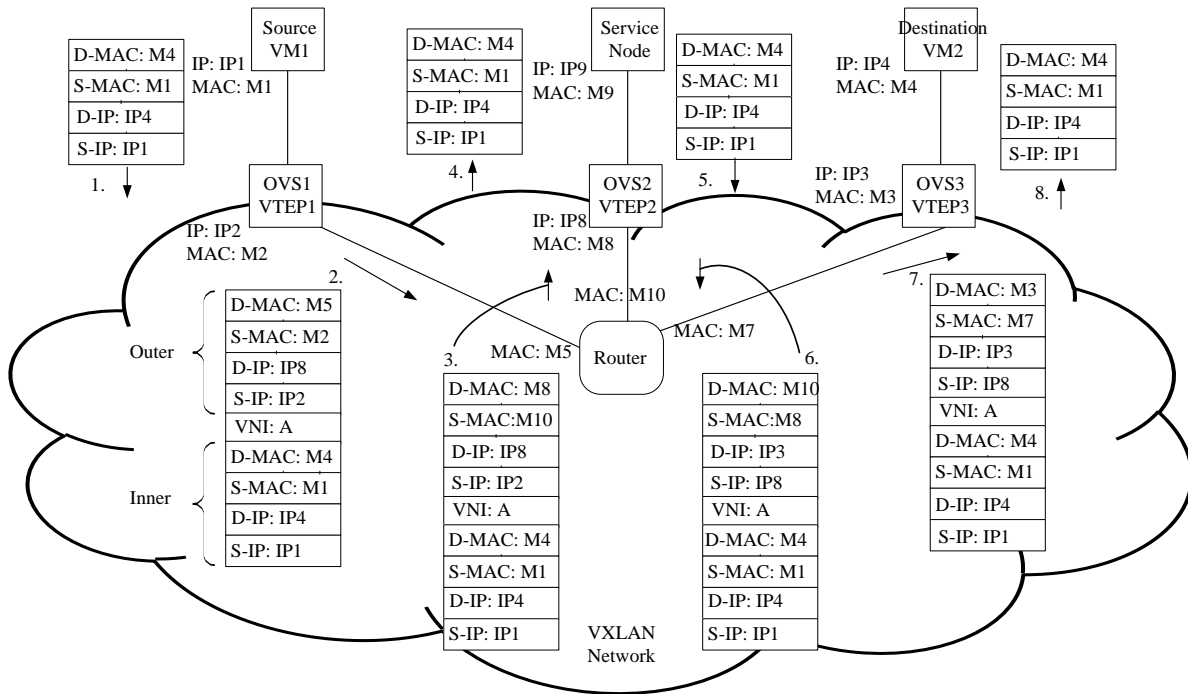 Source
VM1
IP: IP1
MAC: M1
D-MAC: M4
S-MAC: M1
D-IP: IP4
S-IP: IP1
1.
OVS1
VTEP1
IP: IP2
MAC: M2
2.
Outer
D-MAC: M5
S-MAC: M2
D-IP: IP8
S-IP: IP2
VNI: A
Inner
D-MAC: M4
S-MAC: M1
D-IP: IP4
S-IP: IP1
D-MAC: M4
S-MAC: M1
D-IP: IP4
S-IP: IP1
4.
Service
Node
IP: IP9
MAC: M9
OVS2
VTEP2
IP: IP8
MAC: M8
D-MAC: M4
S-MAC: M1
D-IP: IP4
S-IP: IP1
5.
MAC: M10
MAC: M5
Router
MAC: M7
3.
D-MAC: M8
S-MAC:M10
D-IP: IP8
S-IP: IP2
VNI: A
D-MAC: M4
S-MAC: M1
D-IP: IP4
S-IP: IP1
6.
D-MAC: M10
S-MAC:M8
D-IP: IP3
S-IP: IP8
VNI: A
D-MAC: M4
S-MAC: M1
D-IP: IP4
S-IP: IP1
VXLAN
Network
Destination
VM2
IP: IP4
MAC: M4
OVS3
VTEP3
IP: IP3
MAC: M3
7.
D-MAC: M3
S-MAC: M7
D-IP: IP3
S-IP: IP8
VNI: A
D-MAC: M4
S-MAC: M1
D-IP: IP4
S-IP: IP1
D-MAC: M4
S-MAC: M1
D-IP: IP4
S-IP: IP1
8.